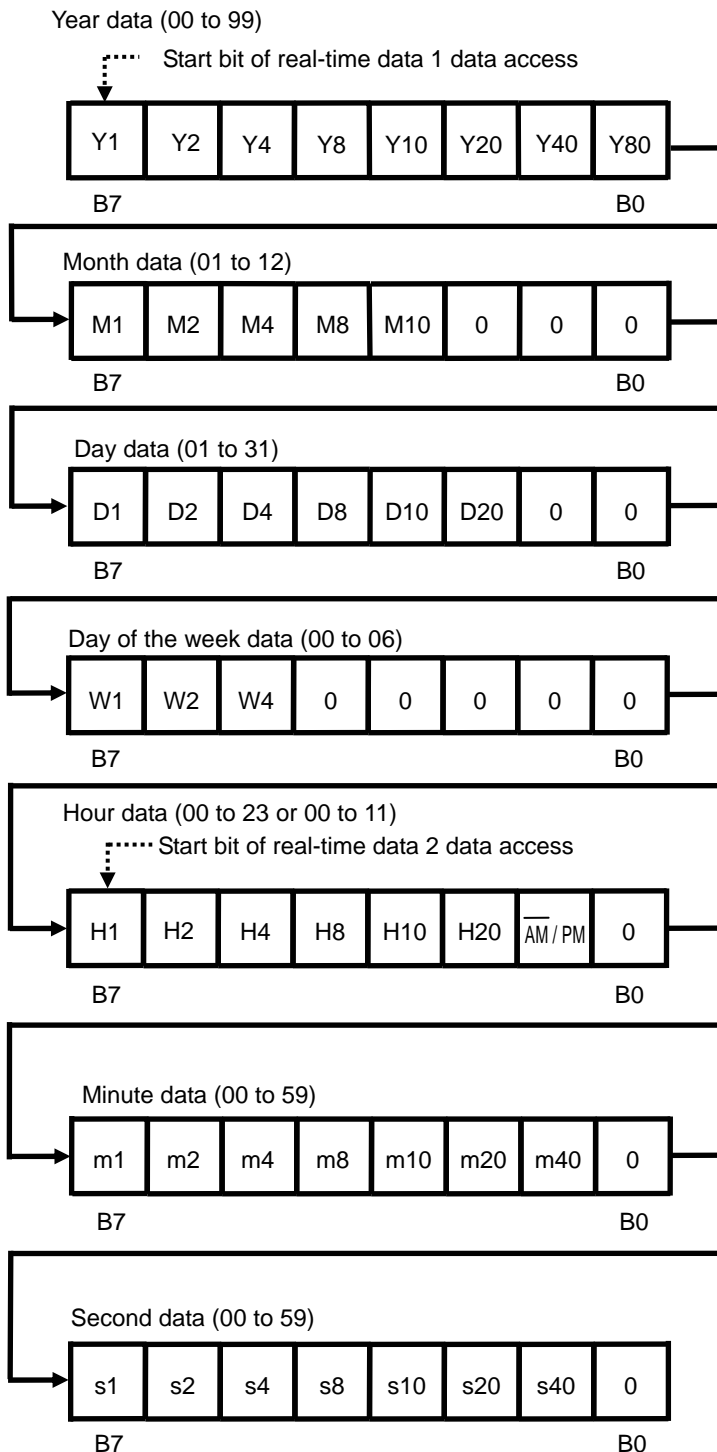 Year data (00 to 99)
Start bit of real-time data 1 data access
Y1 Y2 Y4 Y8 Y10 Y20 Y40 Y80
B7 B0
Month data (01 to 12)
M1 M2 M4 M8 M10 0 0 0
B7 B0
Day data (01 to 31)
D1 D2 D4 D8 D10 D20 0 0
B7 B0
Day of the week data (00 to 06)
W1 W2 W4 0 0 0 0 0
B7 B0
Hour data (00 to 23 or 00 to 11)
Start bit of real-time data 2 data access
H1 H2 H4 H8 H10 H20 A̅M̅ / PM 0
B7 B0
Minute data (00 to 59)
m1 m2 m4 m8 m10 m20 m40 0
B7 B0
Second data (00 to 59)
s1 s2 s4 s8 s10 s20 s40 0
B7 B0